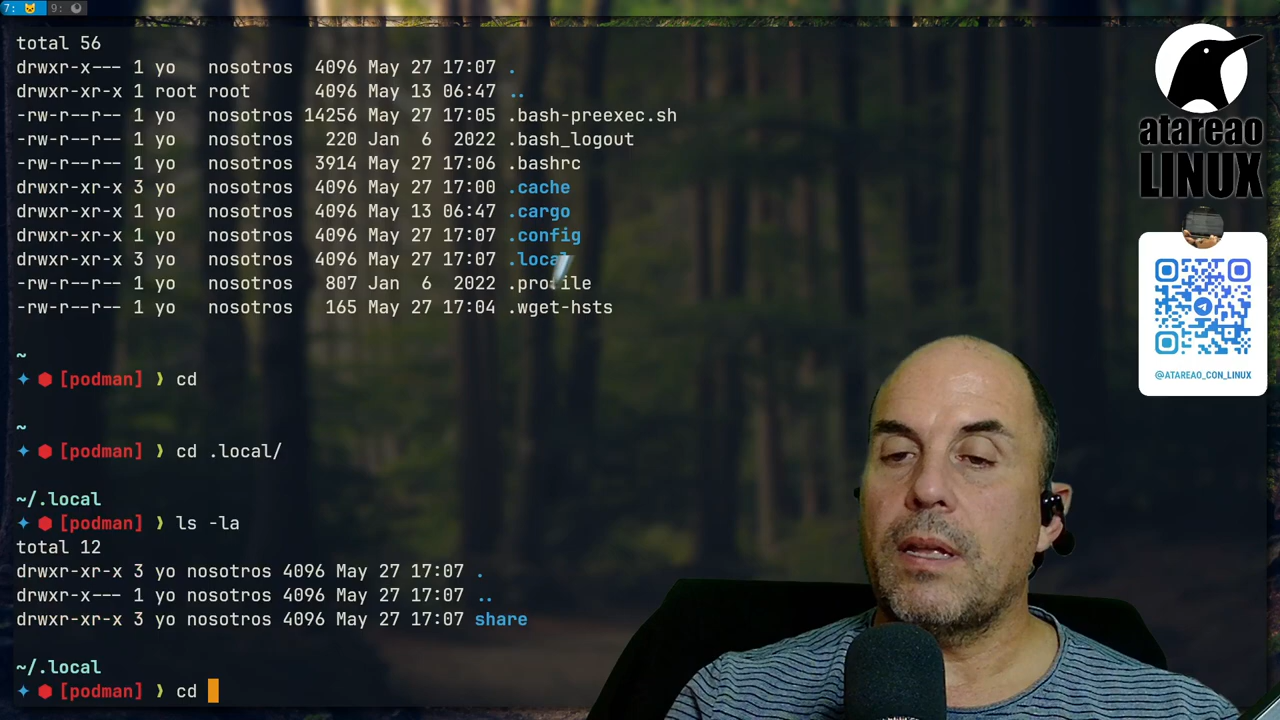 7: 9:
total 56
drwxr-x--- 1 yo nosotros 4096 May 27 17:07 .
drwxr-xr-x 1 root root 4096 May 13 06:47 ..
-rw-r--r-- 1 yo nosotros 14256 May 27 17:05 .bash-preexec.sh
-rw-r--r-- 1 yo nosotros 220 Jan 6 2022 .bash_logout
-rw-r--r-- 1 yo nosotros 3914 May 27 17:06 .bashrc
drwxr-xr-x 3 yo nosotros 4096 May 27 17:00 .cache
drwxr-xr-x 1 yo nosotros 4096 May 13 06:47 .cargo
drwxr-xr-x 1 yo nosotros 4096 May 27 17:07 .config
drwxr-xr-x 3 yo nosotros 4096 May 27 17:07 .local
-rw-r--r-- 1 yo nosotros 807 Jan 6 2022 .profile
-rw-r--r-- 1 yo nosotros 165 May 27 17:04 .wget-hsts
~
[podman] ❯ cd
~
[podman] ❯ cd .local/
~/.local
[podman] ❯ ls -la
total 12
drwxr-xr-x 3 yo nosotros 4096 May 27 17:07 .
drwxr-x--- 1 yo nosotros 4096 May 27 17:07 ..
drwxr-xr-x 3 yo nosotros 4096 May 27 17:07 share
~/.local
[podman] ❯ cd
atareao
LINUX
@ATAREAO_CON_LINUX